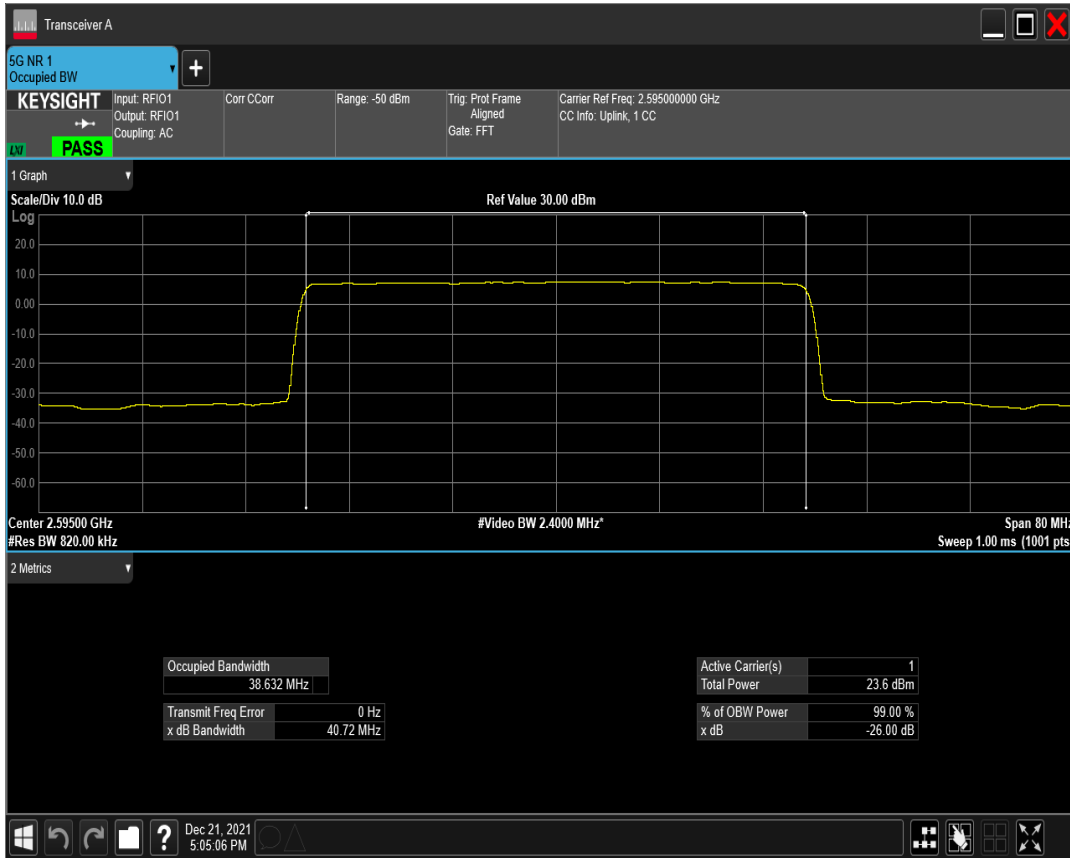 Transceiver A
5G NR 1
Occupied BW
KEYSIGHT
LXI
PASS
Input: RFIO1
Output: RFIO1
Coupling: AC
Corr CCorr
Range: -50 dBm
Trig: Prot Frame
Aligned
Gate: FFT
Carrier Ref Freq: 2.595000000 GHz
CC Info: Uplink, 1 CC
1 Graph
Scale/Div 10.0 dB
Ref Value 30.00 dBm
Log
20.0
10.0
0.00
-10.0
-20.0
-30.0
-40.0
-50.0
-60.0
Center 2.59500 GHz
#Video BW 2.4000 MHz*
Span 80 MHz
#Res BW 820.00 kHz
Sweep 1.00 ms (1001 pts
2 Metrics
Occupied Bandwidth
38.632 MHz
Transmit Freq Error 0 Hz
x dB Bandwidth 40.72 MHz
Active Carrier(s) 1
Total Power 23.6 dBm
% of OBW Power 99.00 %
x dB -26.00 dB
Dec 21, 2021
5:05:06 PM